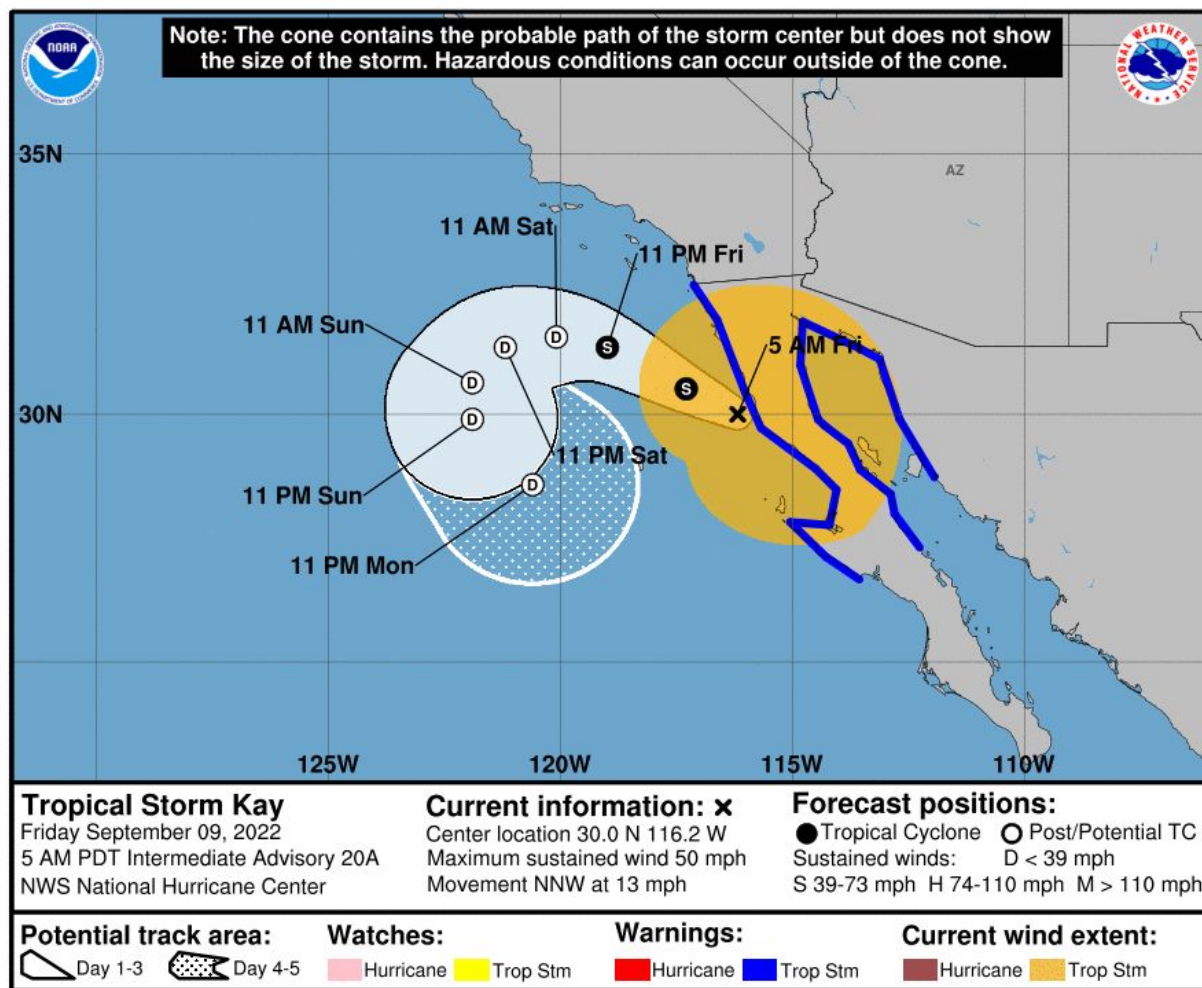 Note: The cone contains the probable path of the storm center but does not show
the size of the storm. Hazardous conditions can occur outside of the cone.
NOAA
NATIONAL WEATHER SERVICE
35N
AZ
11 AM Sat
11 PM Fri
11 AM Sun
5 AM Fri
30N
11 PM Sat
11 PM Sun
11 PM Mon
D
D
S
S
D
D
D
125W
120W
115W
110W
Tropical Storm Kay
Friday September 09, 2022
5 AM PDT Intermediate Advisory 20A
NWS National Hurricane Center
Current information: x
Center location 30.0 N 116.2 W
Maximum sustained wind 50 mph
Movement NNW at 13 mph
Forecast positions:
Tropical Cyclone Post/Potential TC
Sustained winds: D < 39 mph
S 39-73 mph H 74-110 mph M > 110 mph
Potential track area:
Day 1-3 Day 4-5
Watches:
Hurricane Trop Stm
Warnings:
Hurricane Trop Stm
Current wind extent:
Hurricane Trop Stm